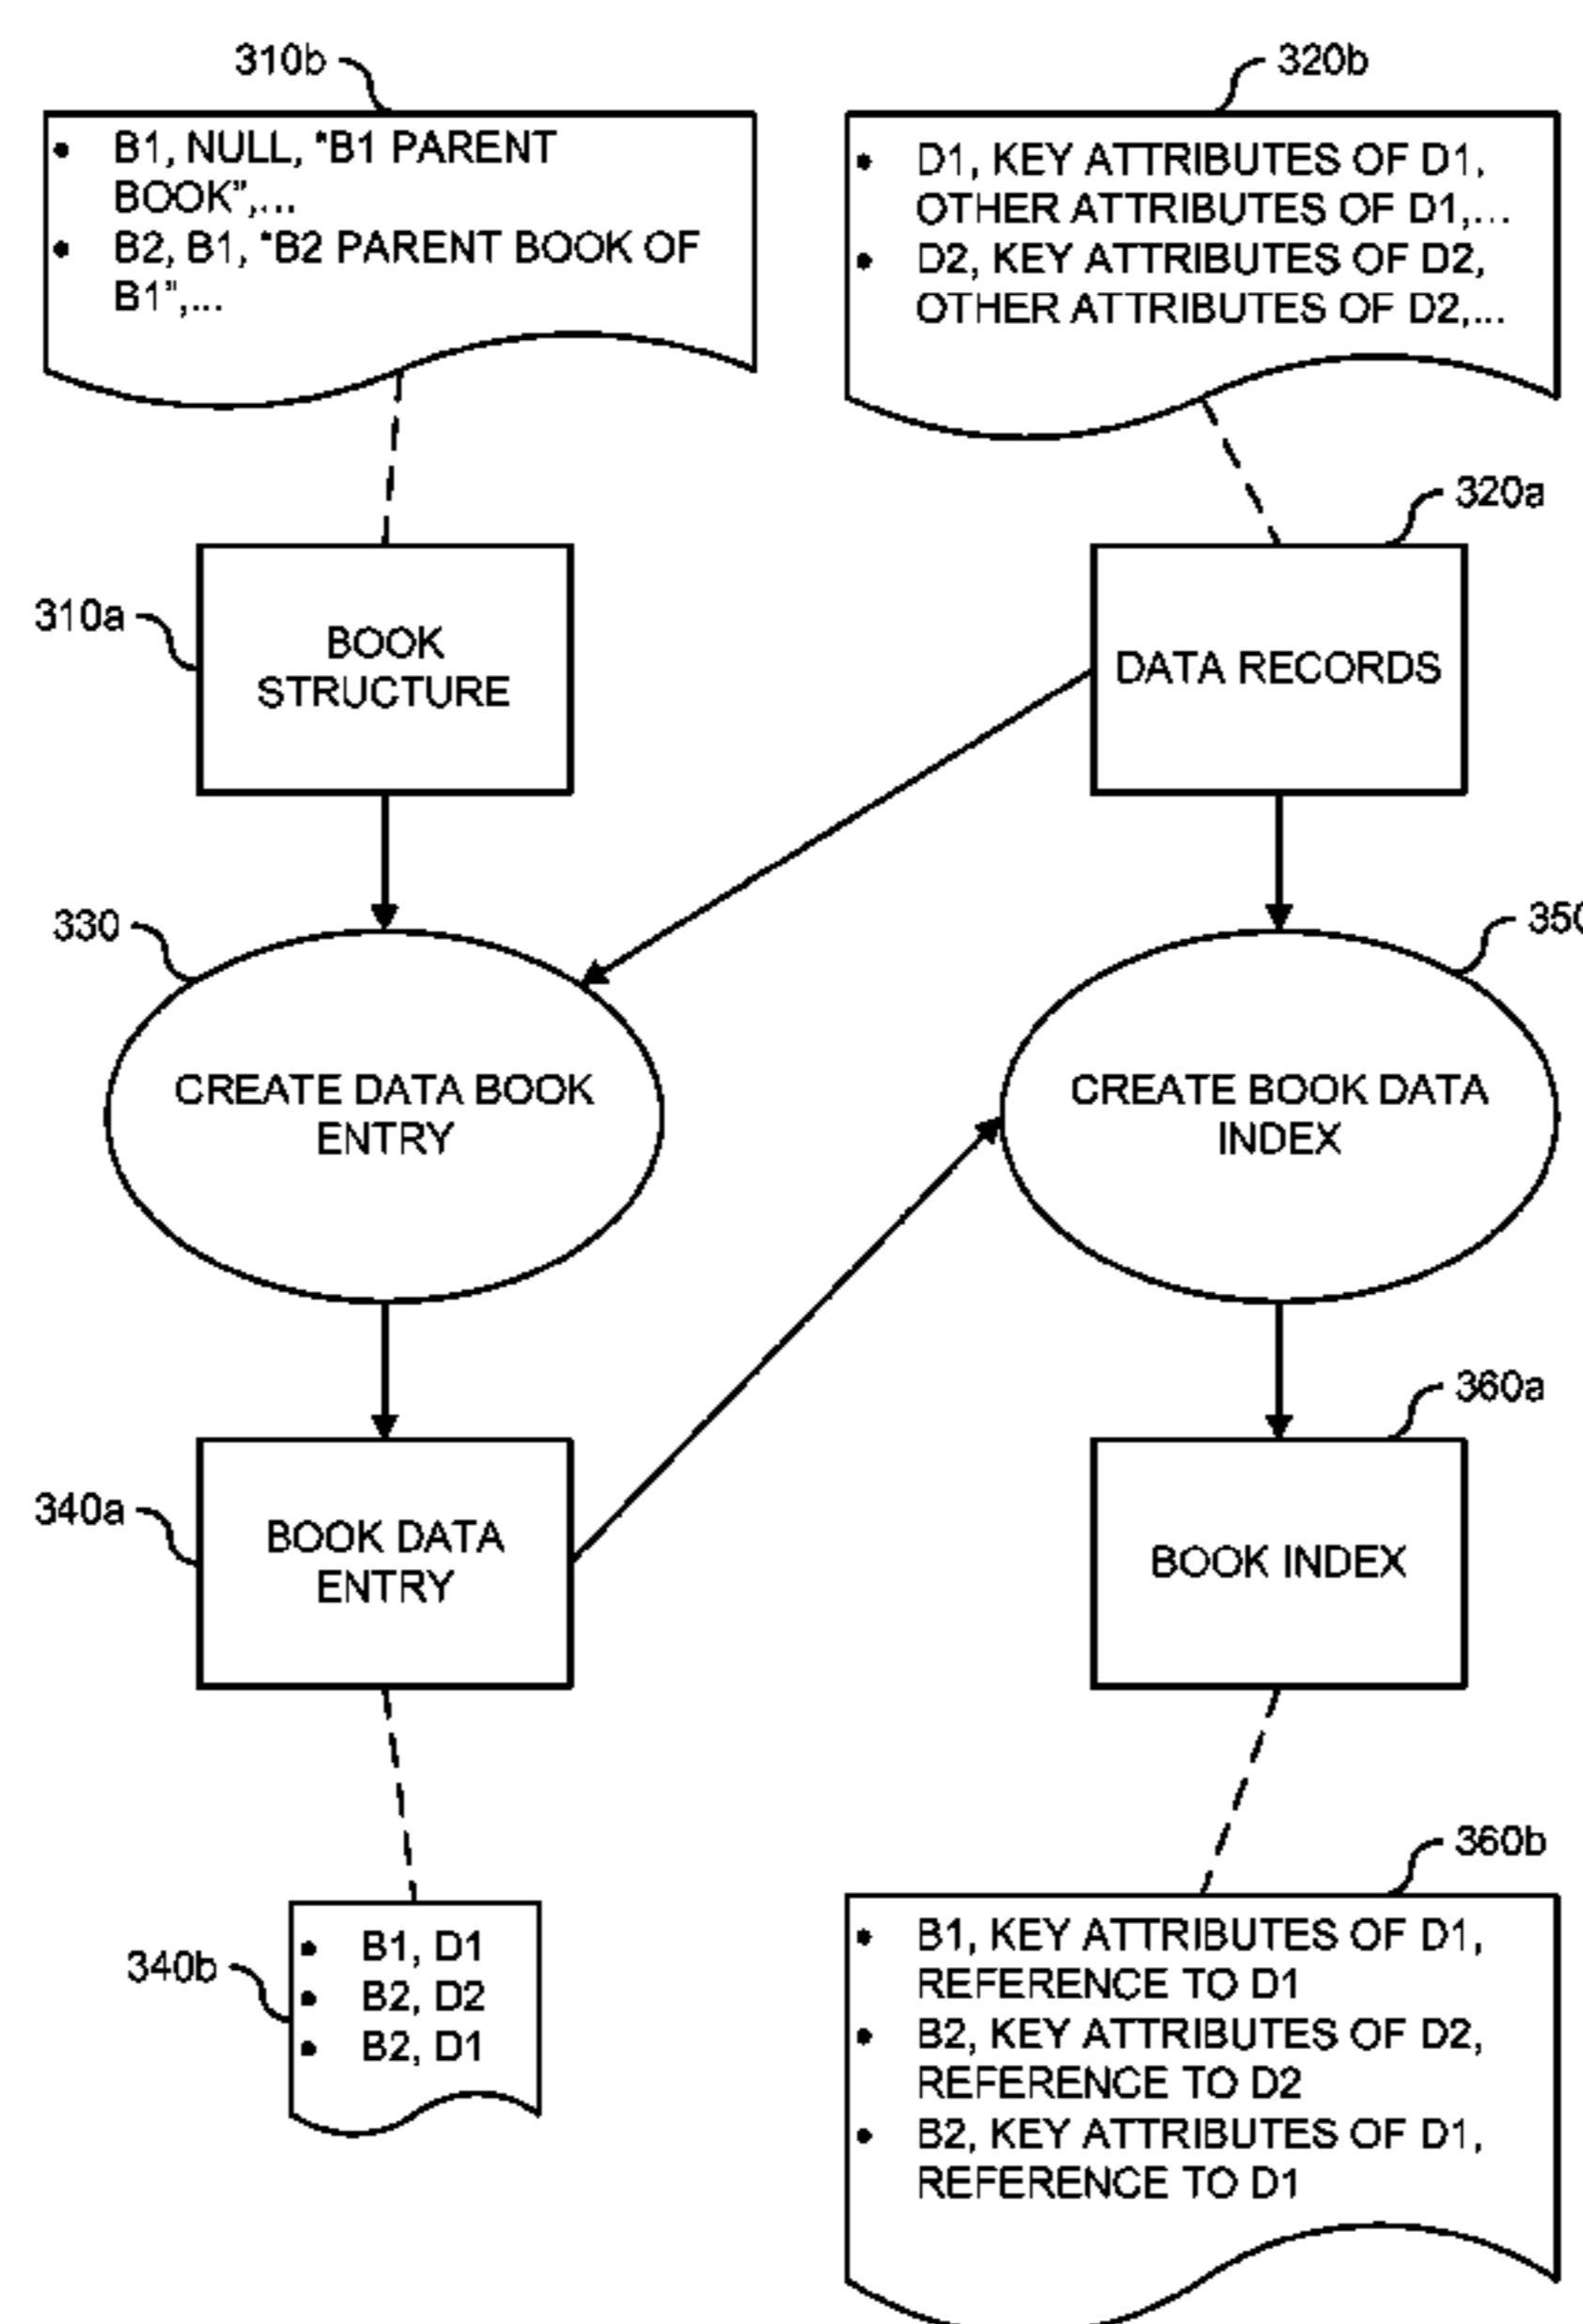 310b
320b
• B1, NULL, "B1 PARENT
BOOK",...
• B2, B1, "B2 PARENT BOOK OF
B1",...
• D1, KEY ATTRIBUTES OF D1,
OTHER ATTRIBUTES OF D1,...
• D2, KEY ATTRIBUTES OF D2,
OTHER ATTRIBUTES OF D2,...
320a
310a
BOOK
STRUCTURE
DATA RECORDS
330
350
CREATE DATA BOOK
ENTRY
CREATE BOOK DATA
INDEX
360a
340a
BOOK DATA
ENTRY
BOOK INDEX
360b
340b
• B1, D1
• B2, D2
• B2, D1
• B1, KEY ATTRIBUTES OF D1,
REFERENCE TO D1
• B2, KEY ATTRIBUTES OF D2,
REFERENCE TO D2
• B2, KEY ATTRIBUTES OF D1,
REFERENCE TO D1